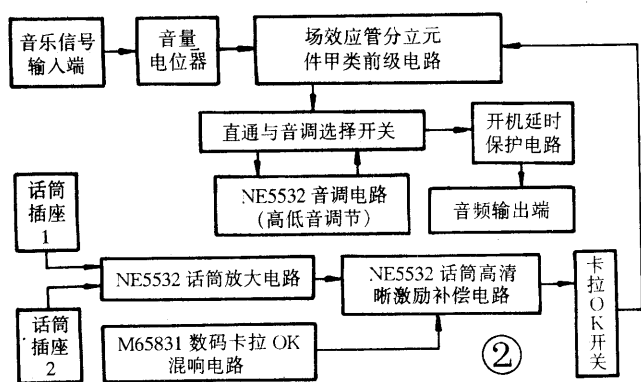 音乐信号
输入端
音量
电位器
场效应管分立元
件甲类前级电路
直通与音调选择开关
开机延时
保护电路
NE5532 音调电路
(高低音调节)
音频输出端
话筒
插座
1
NE5532 话筒放大电路
NE5532 话筒高清
晰激励补偿电路
卡拉OK开关
话筒
插座
2
M65831 数码卡拉 OK
混响电路
②